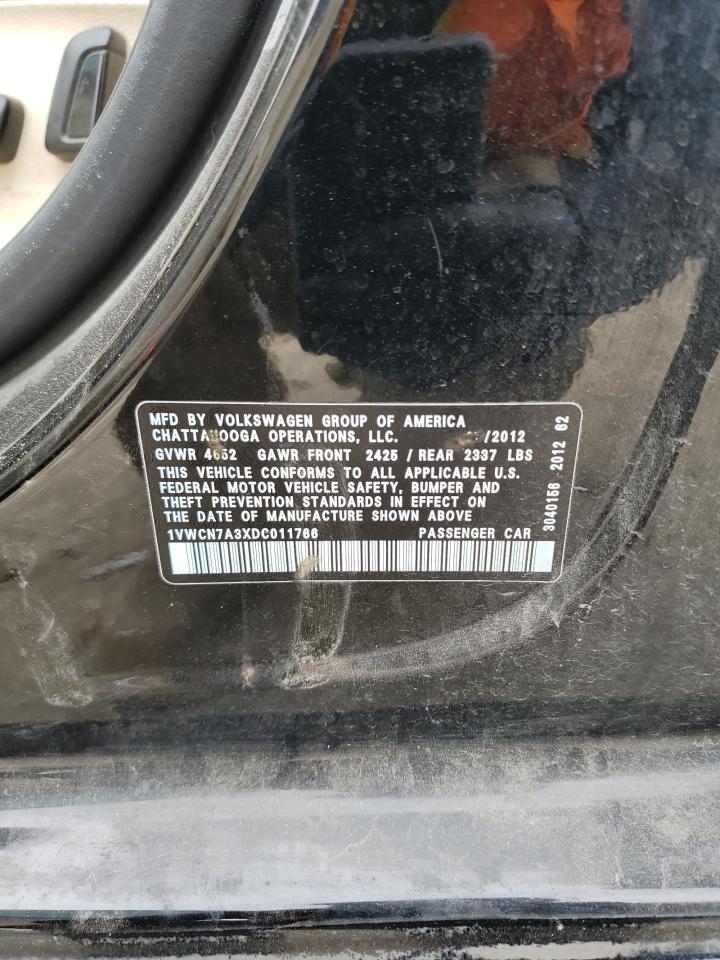 MFD BY VOLKSWAGEN GROUP OF AMERICA
CHATTANOOGA OPERATIONS, LLC. /2012
GVWR 4652 GAWR FRONT 2425 / REAR 2337 LBS
THIS VEHICLE CONFORMS TO ALL APPLICABLE U.S.
FEDERAL MOTOR VEHICLE SAFETY, BUMPER AND
THEFT PREVENTION STANDARDS IN EFFECT ON
THE DATE OF MANUFACTURE SHOWN ABOVE
1VWCN7A3XDC011766 PASSENGER CAR
3040156 2012 62